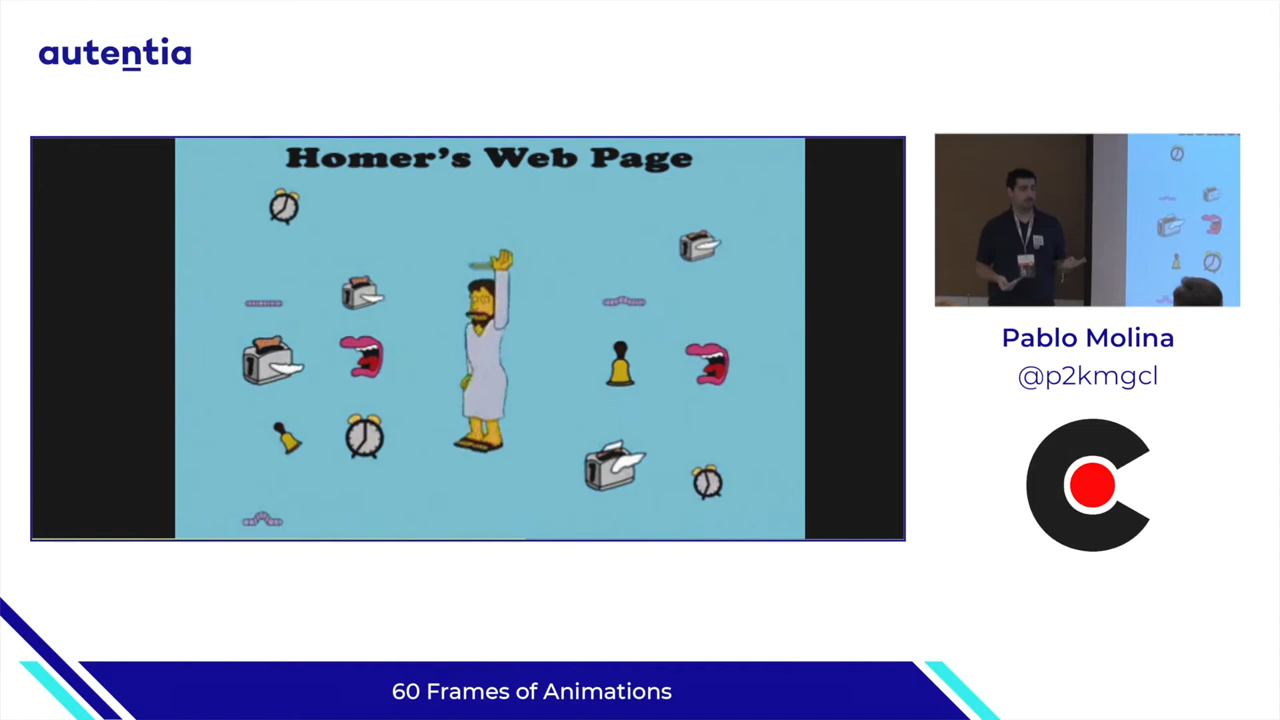 autentia
Homer's Web Page
Pablo Molina
@p2kmgcl
60 Frames of Animations